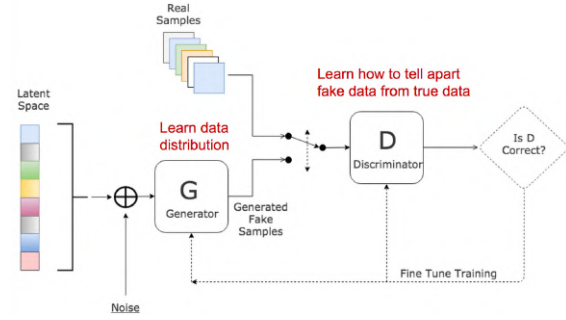 Real
Samples
Learn how to tell apart
fake data from true data
Latent
Space
Learn data
distribution
Is D
Correct?
D
Discriminator
G
Generator
Generated
Fake
Samples
Fine Tune Training
Noise